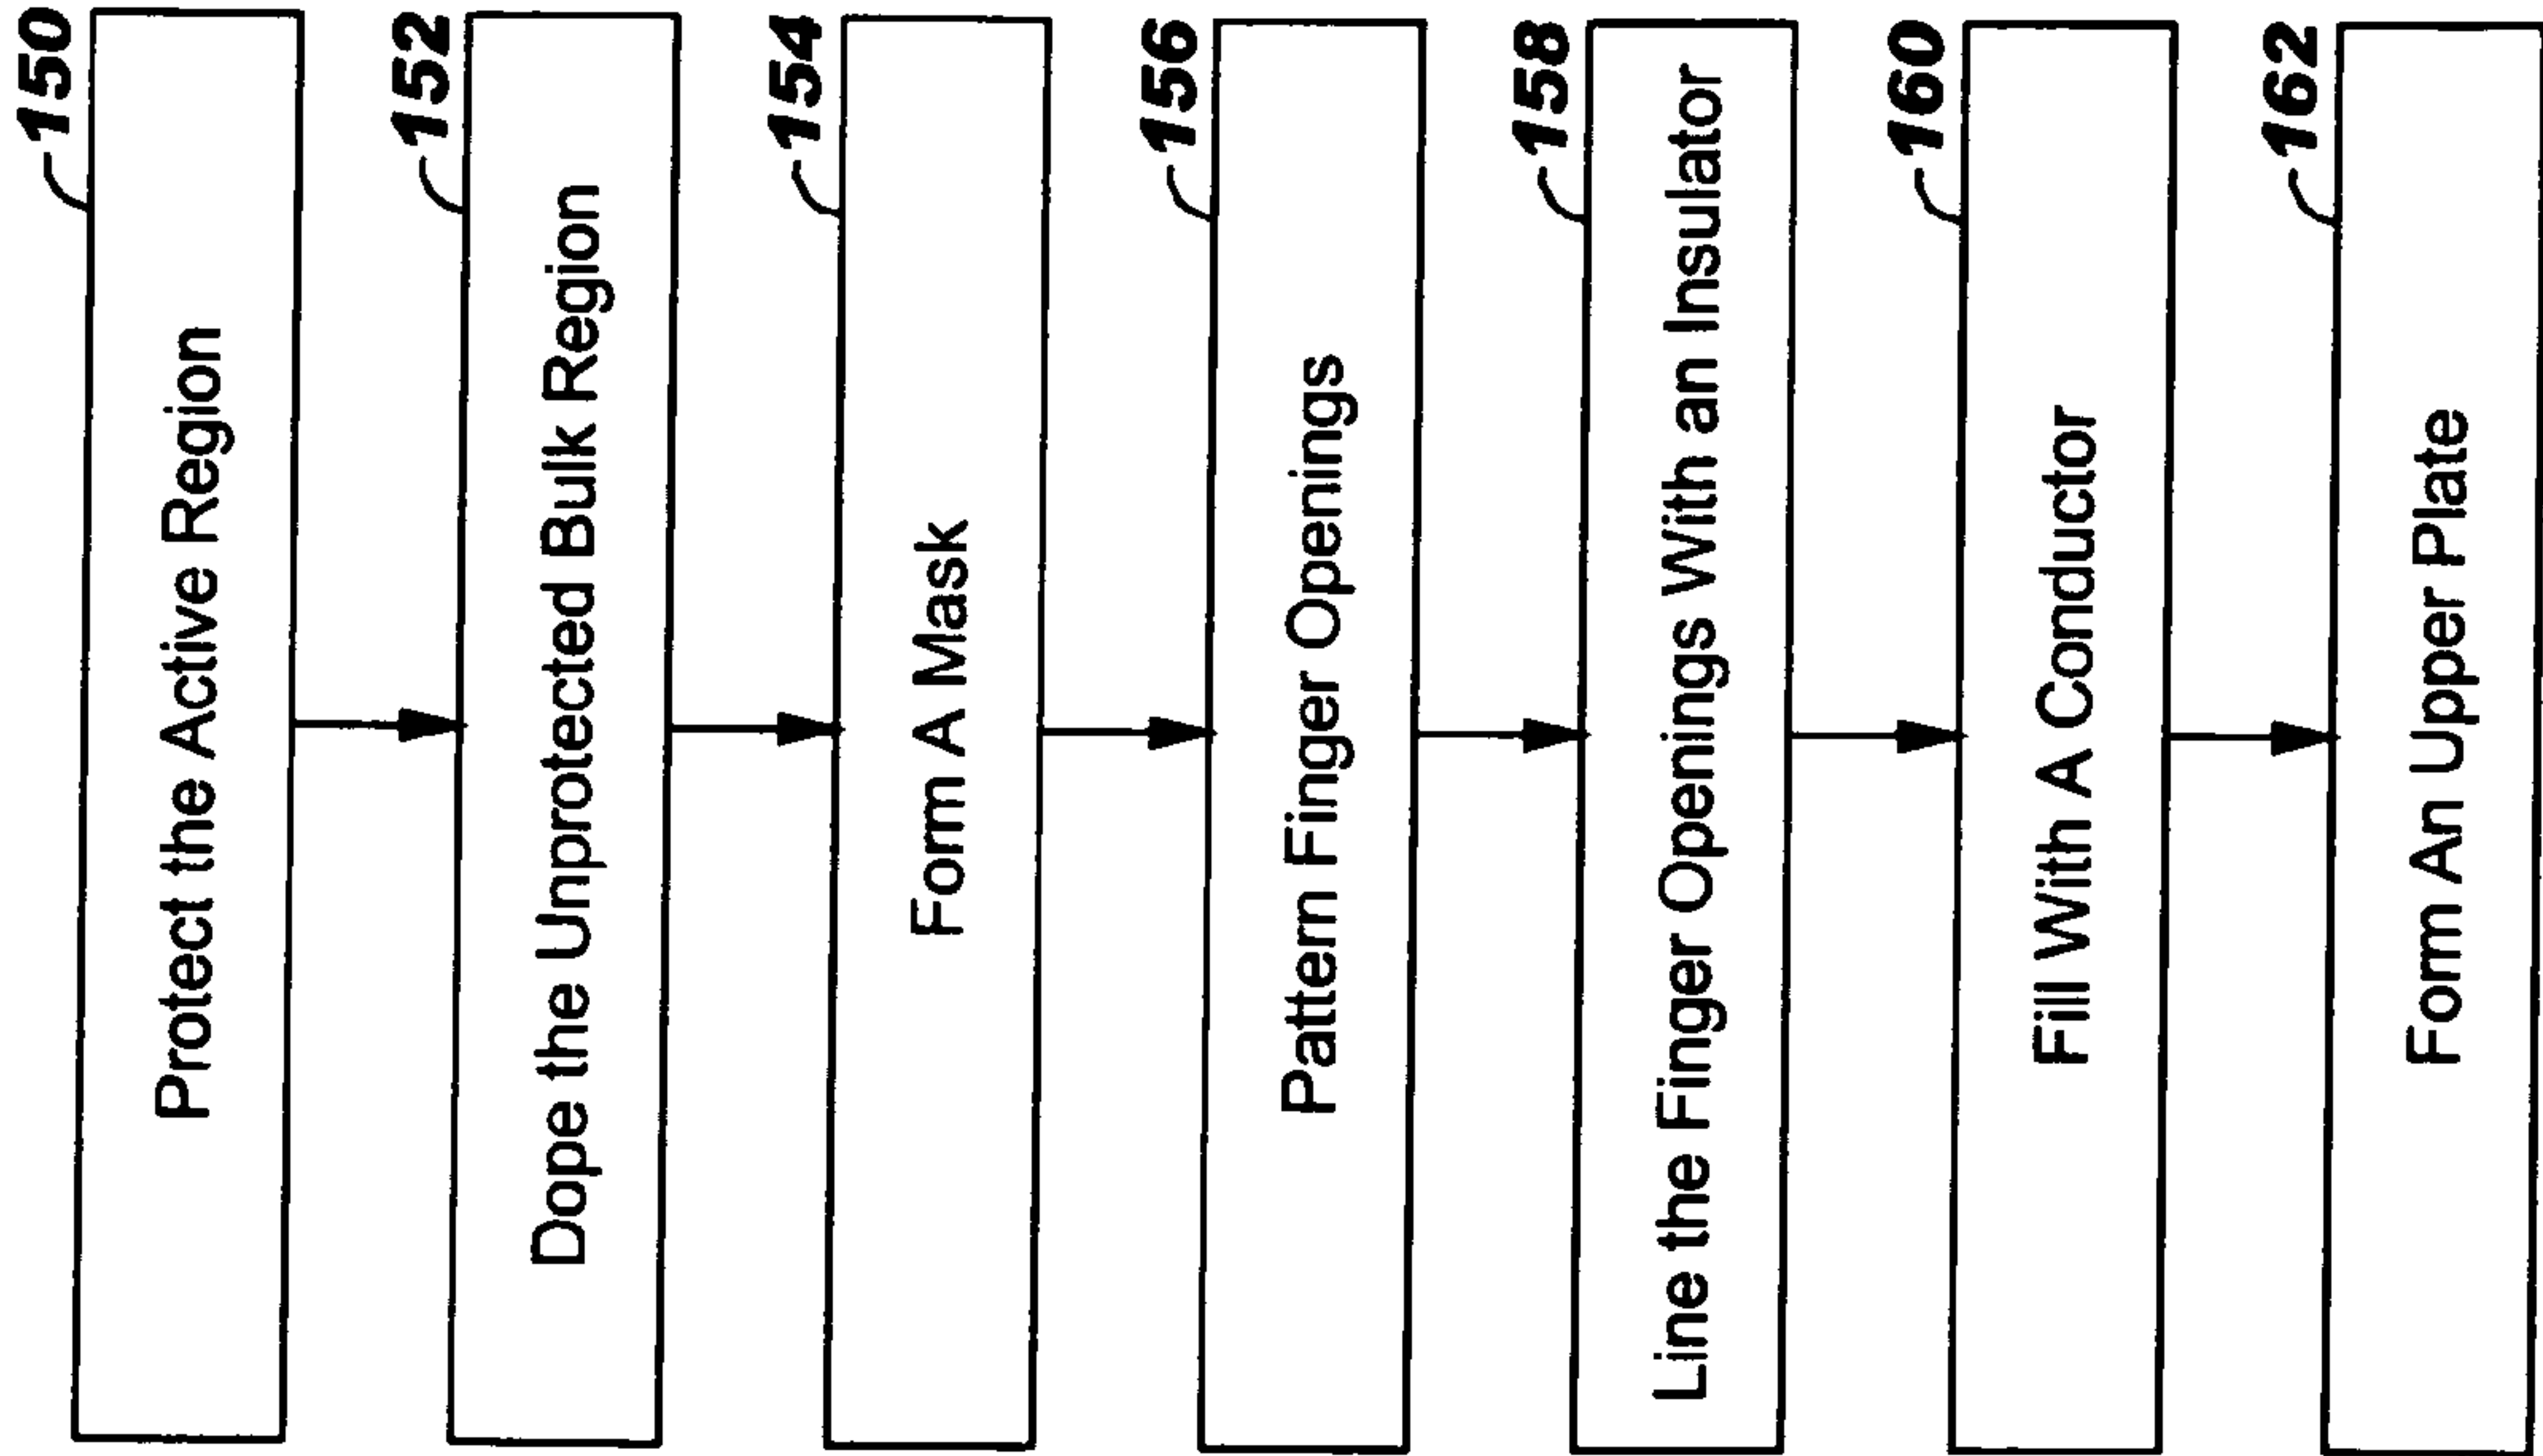 150
Protect the Active Region
152
Dope the Unprotected Bulk Region
154
Form A Mask
156
Pattern Finger Openings
158
Line the Finger Openings With an Insulator
160
Fill With A Conductor
162
Form An Upper Plate